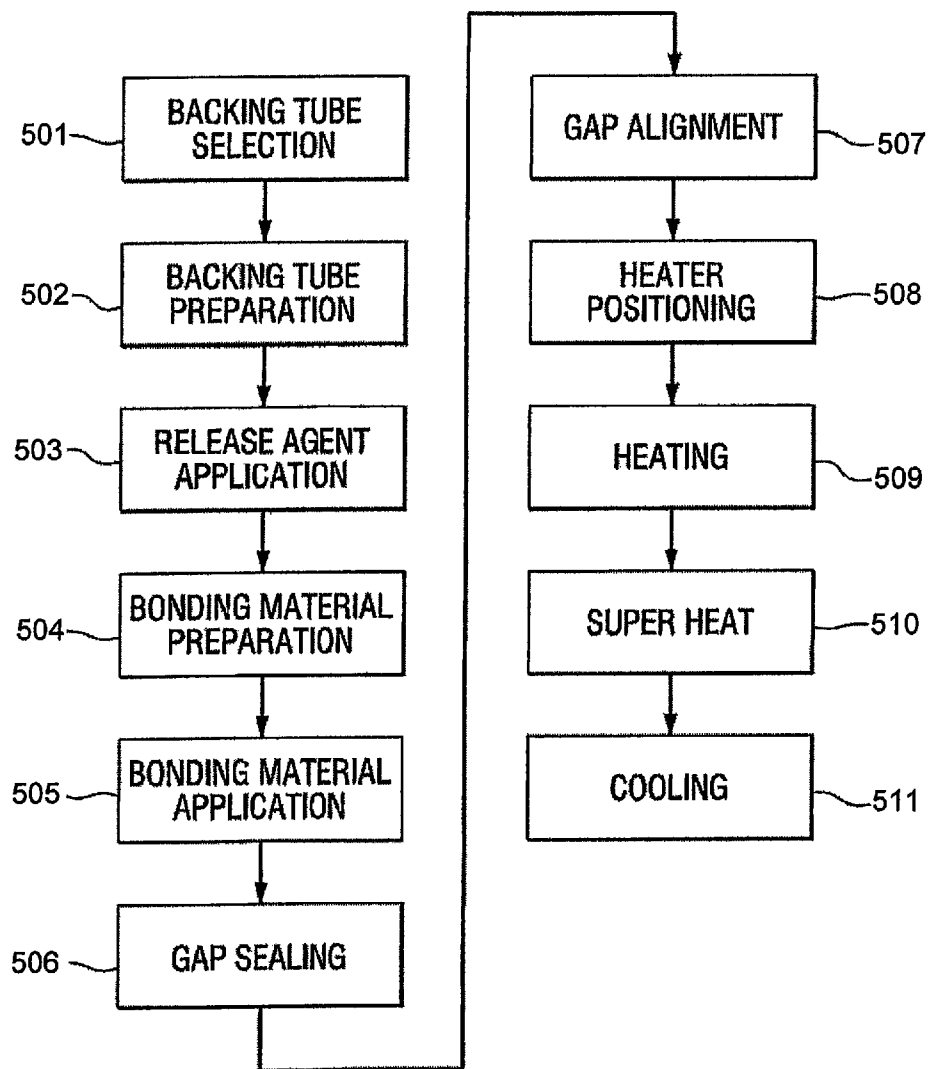 501
BACKING TUBE
SELECTION
502
BACKING TUBE
PREPARATION
503
RELEASE AGENT
APPLICATION
504
BONDING MATERIAL
PREPARATION
505
BONDING MATERIAL
APPLICATION
506
GAP SEALING
GAP ALIGNMENT
507
HEATER
POSITIONING
508
HEATING
509
SUPER HEAT
510
COOLING
511